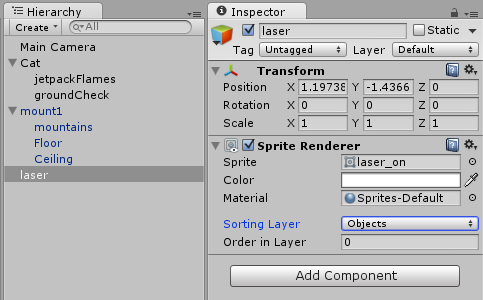 Hierarchy
Create
All
Main Camera
Cat
jetpackFlames
groundCheck
mount1
mountains
Floor
Ceiling
laser
Inspector
laser
Static
Tag Untagged Layer Default
Transform
Position X 1.19738 Y -1.4366 Z 0
Rotation X 0 Y 0 Z 0
Scale X 1 Y 1 Z 1
Sprite Renderer
Sprite laser_on
Color
Material Sprites-Default
Sorting Layer Objects
Order in Layer 0
Add Component